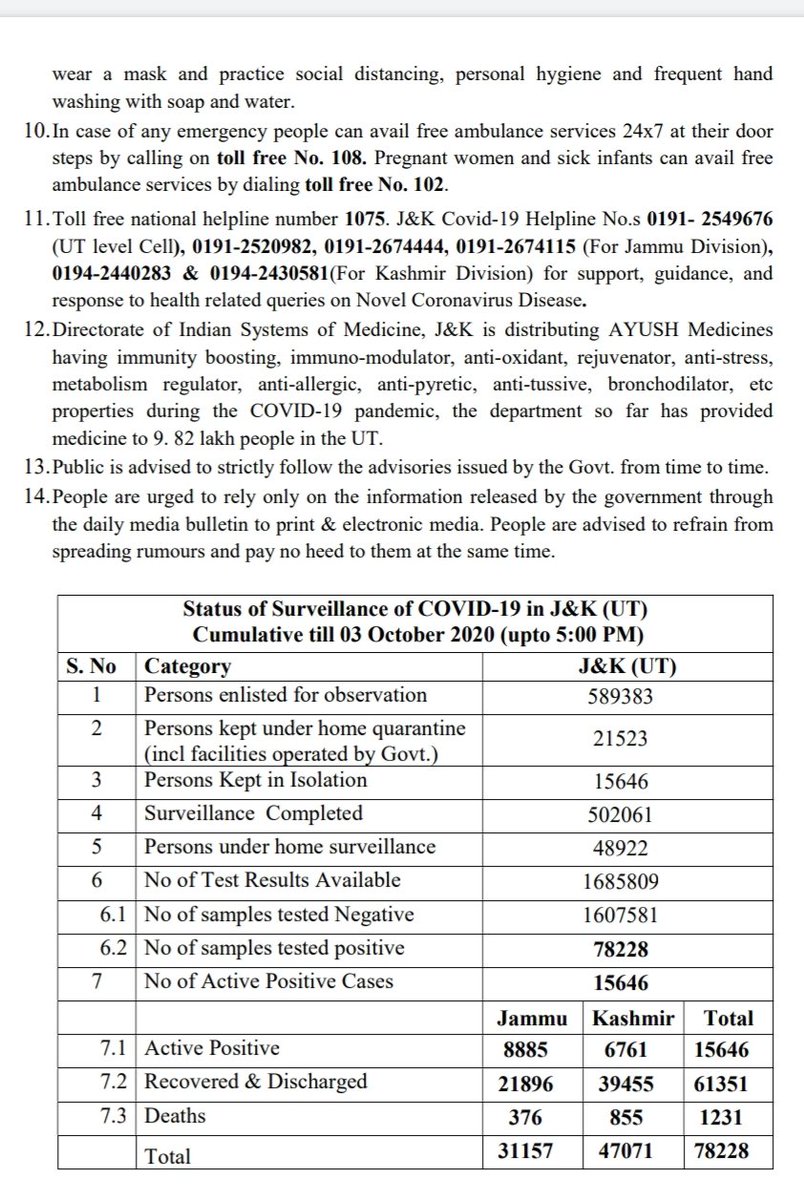 wear a mask and practice social distancing, personal hygiene and frequent hand
washing with soap and water.
10.In case of any emergency people can avail free ambulance services 24x7 at their door
steps by calling on toll free No. 108. Pregnant women and sick infants can avail free
ambulance services by dialing toll free No. 102.
11.Toll free national helpline number 1075. J&K Covid-19 Helpline No.s 0191- 2549676
(UT level Cell), 0191-2520982, 0191-2674444, 0191-2674115 (For Jammu Division),
0194-2440283 & 0194-2430581(For Kashmir Division) for support, guidance, and
response to health related queries on Novel Coronavirus Disease.
12.Directorate of Indian Systems of Medicine, J&K is distributing AYUSH Medicines
having immunity boosting, immuno-modulator, anti-oxidant, rejuvenator, anti-stress,
metabolism regulator, anti-allergic, anti-pyretic, anti-tussive, bronchodilator, etc
properties during the COVID-19 pandemic, the department so far has provided
medicine to 9. 82 lakh people in the UT.
13.Public is advised to strictly follow the advisories issued by the Govt. from time to time.
14.People are urged to rely only on the information released by the government through
the daily media bulletin to print & electronic media. People are advised to refrain from
spreading rumours and pay no heed to them at the same time.
Status of Surveillance of COVID-19 in J&K (UT)
Cumulative till 03 October 2020 (upto 5:00 PM)
S. No Category J&K (UT)
1 Persons enlisted for observation 589383
2 Persons kept under home quarantine
(incl facilities operated by Govt.) 21523
3 Persons Kept in Isolation 15646
4 Surveillance Completed 502061
5 Persons under home surveillance 48922
6 No of Test Results Available 1685809
6.1 No of samples tested Negative 1607581
6.2 No of samples tested positive 78228
7 No of Active Positive Cases 15646
Jammu Kashmir Total
7.1 Active Positive 8885 6761 15646
7.2 Recovered & Discharged 21896 39455 61351
7.3 Deaths 376 855 1231
Total 31157 47071 78228